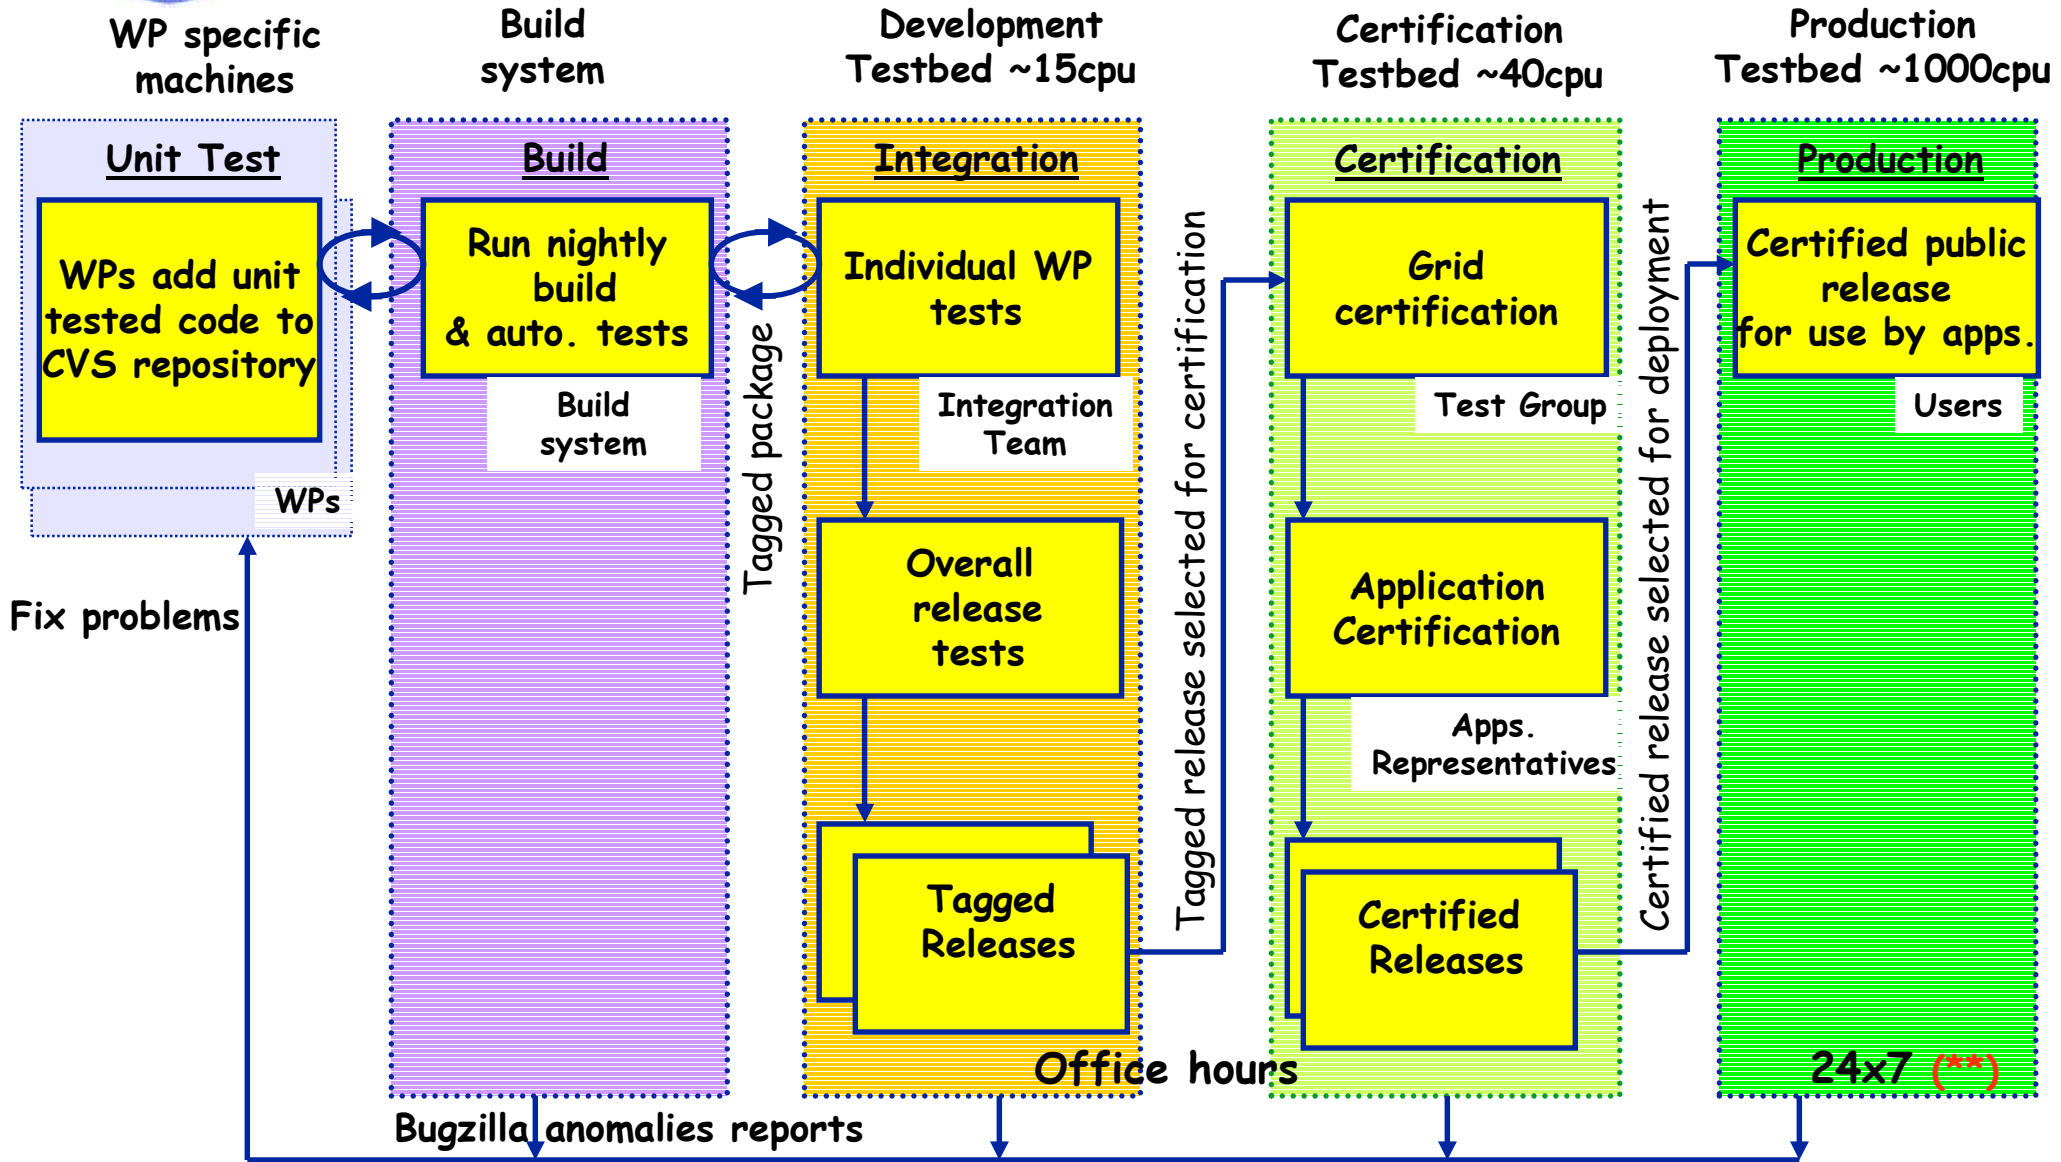 WP specific
machines
Build
system
Development
Testbed ~15cpu
Certification
Testbed ~40cpu
Production
Testbed ~1000cpu
Unit Test
WPs add unit
tested code to
CVS repository
WPs
Build
Run nightly
build
& auto. tests
Build
system
Tagged package
Integration
Individual WP
tests
Integration
Team
Overall
release
tests
Tagged
Releases
Tagged release selected for certification
Certification
Grid
certification
Test Group
Application
Certification
Apps.
Representatives
Certified
Releases
Certified release selected for deployment
Production
Certified public
release
for use by apps.
Users
Fix problems
Office hours
24x7 (**)
Bugzilla anomalies reports